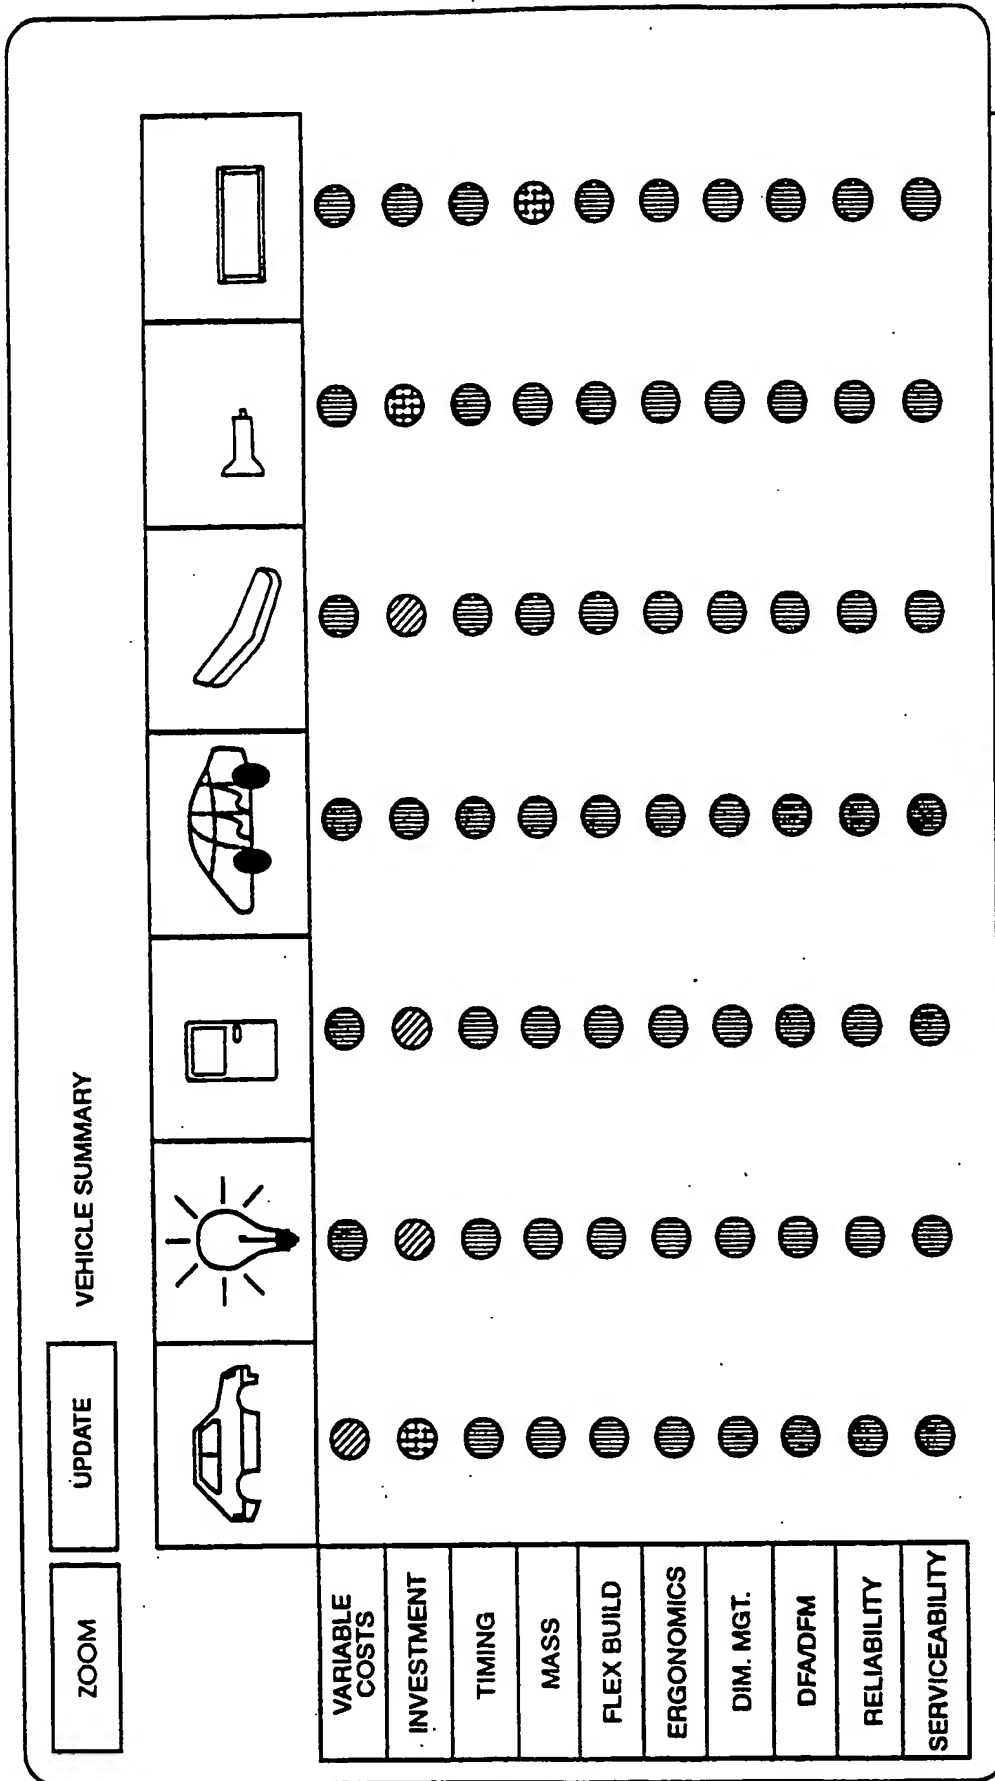 ZOOM
UPDATE
VEHICLE SUMMARY
VARIABLE
COSTS
INVESTMENT
TIMING
MASS
FLEX BUILD
ERGONOMICS
DIM. MGT.
DFA/DFM
RELIABILITY
SERVICEABILITY